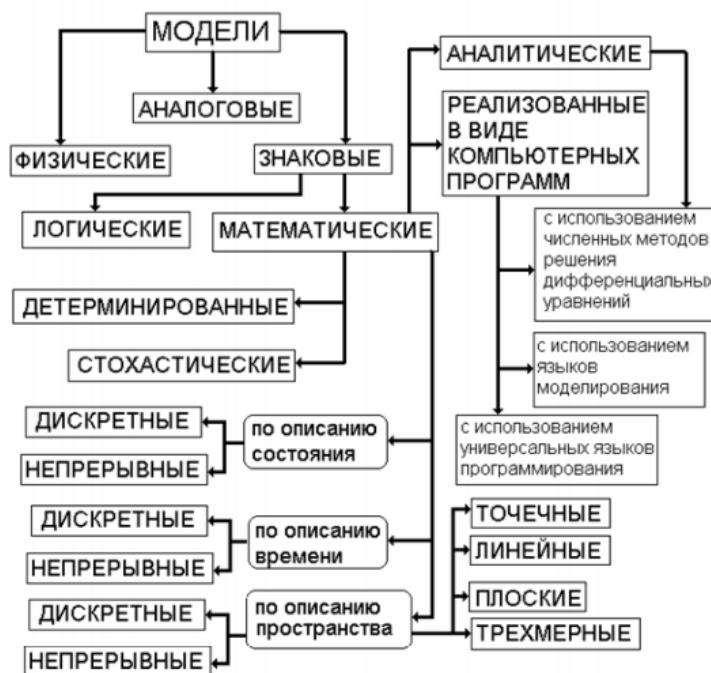 МОДЕЛИ
АНАЛИТИЧЕСКИЕ
АНАЛОГОВЫЕ
РЕАЛИЗОВАННЫЕ
В ВИДЕ
КОМПЬЮТЕРНЫХ
ПРОГРАММ
ФИЗИЧЕСКИЕ
ЗНАКОВЫЕ
ЛОГИЧЕСКИЕ
МАТЕМАТИЧЕСКИЕ
с использованием
численных методов
решения
дифференциальных
уравнений
ДЕТЕРМИНИРОВАННЫЕ
СТОХАСТИЧЕСКИЕ
с использованием
языков
моделирования
с использованием
универсальных языков
программирования
ДИСКРЕТНЫЕ
НЕПРЕРЫВНЫЕ
по описанию
состояния
ДИСКРЕТНЫЕ
НЕПРЕРЫВНЫЕ
по описанию
времени
ДИСКРЕТНЫЕ
НЕПРЕРЫВНЫЕ
по описанию
пространства
ТОЧЕЧНЫЕ
ЛИНЕЙНЫЕ
ПЛОСКИЕ
ТРЕХМЕРНЫЕ